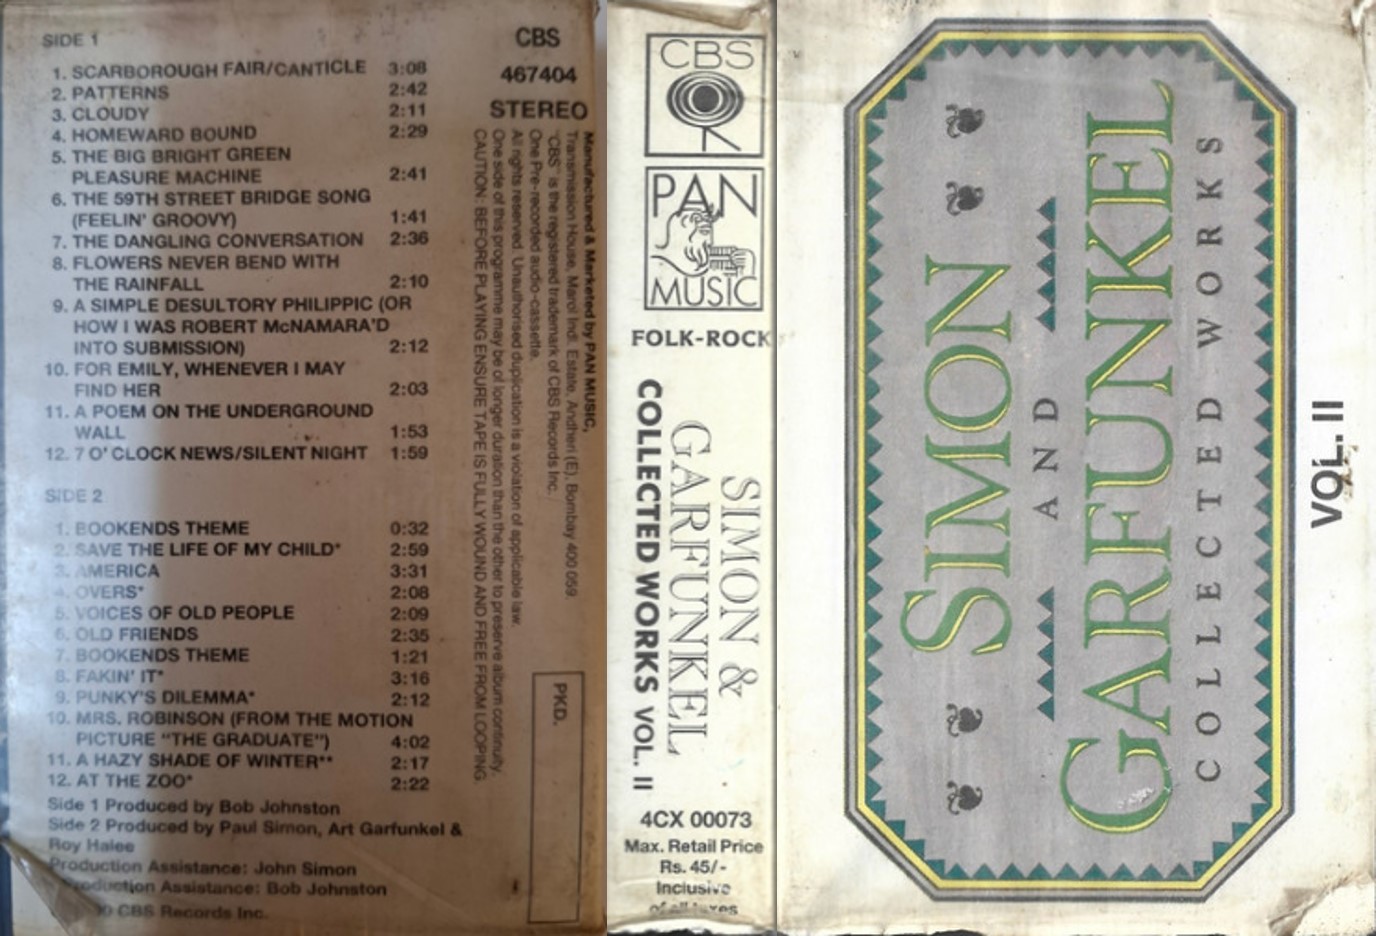 SIDE 1
1. SCARBOROUGH FAIR/CANTICLE 3:08
2. PATTERNS 2:42
3. CLOUDY 2:11
4. HOMEWARD BOUND 2:29
5. THE BIG BRIGHT GREEN
PLEASURE MACHINE 2:41
6. THE 59TH STREET BRIDGE SONG
(FEELIN' GROOVY) 1:41
7. THE DANGLING CONVERSATION 2:36
8. FLOWERS NEVER BEND WITH
THE RAINFALL 2:10
9. A SIMPLE DESULTORY PHILIPPIC (OR
HOW I WAS ROBERT McNAMARA'D
INTO SUBMISSION) 2:12
10. FOR EMILY, WHENEVER I MAY
FIND HER 2:03
11. A POEM ON THE UNDERGROUND
WALL 1:53
12. 7 O' CLOCK NEWS/SILENT NIGHT 1:59
SIDE 2
1. BOOKENDS THEME 0:32
2. SAVE THE LIFE OF MY CHILD* 2:59
3. AMERICA 3:31
4. OVERS* 2:08
5. VOICES OF OLD PEOPLE 2:09
6. OLD FRIENDS 2:35
7. BOOKENDS THEME 1:21
8. FAKIN' IT* 3:16
9. PUNKY'S DILEMMA* 2:12
10. MRS. ROBINSON (FROM THE MOTION
PICTURE "THE GRADUATE") 4:02
11. A HAZY SHADE OF WINTER** 2:17
12. AT THE ZOO* 2:22
Side 1 Produced by Bob Johnston
Side 2 Produced by Paul Simon, Art Garfunkel &
Roy Halee
Production Assistance: John Simon
Production Assistance: Bob Johnston
CBS Records Inc.
CBS
467404
STEREO
Manufactured & Marketed by PAN MUSIC,
Transmission House, Marol Indl. Estate, Andheri (E), Bombay 400 059.
"CBS" is the registered trademark of CBS Records Inc.
One Pre-recorded audio-cassette.
All rights reserved. Unauthorised duplication is a violation of applicable law.
One side of this programme may be of longer duration than the other to preserve album continuity.
CAUTION: BEFORE PLAYING ENSURE TAPE IS FULLY WOUND AND FREE FROM LOOPING.
PKD.
CBS
PAN
MUSIC
FOLK-ROCK
SIMON &
GARFUNKEL
COLLECTED WORKS VOL. II
4CX 00073
Max. Retail Price
Rs. 45/-
Inclusive
of all taxes
SIMON
AND
GARFUNKEL
COLLECTED WORKS
VOL. II